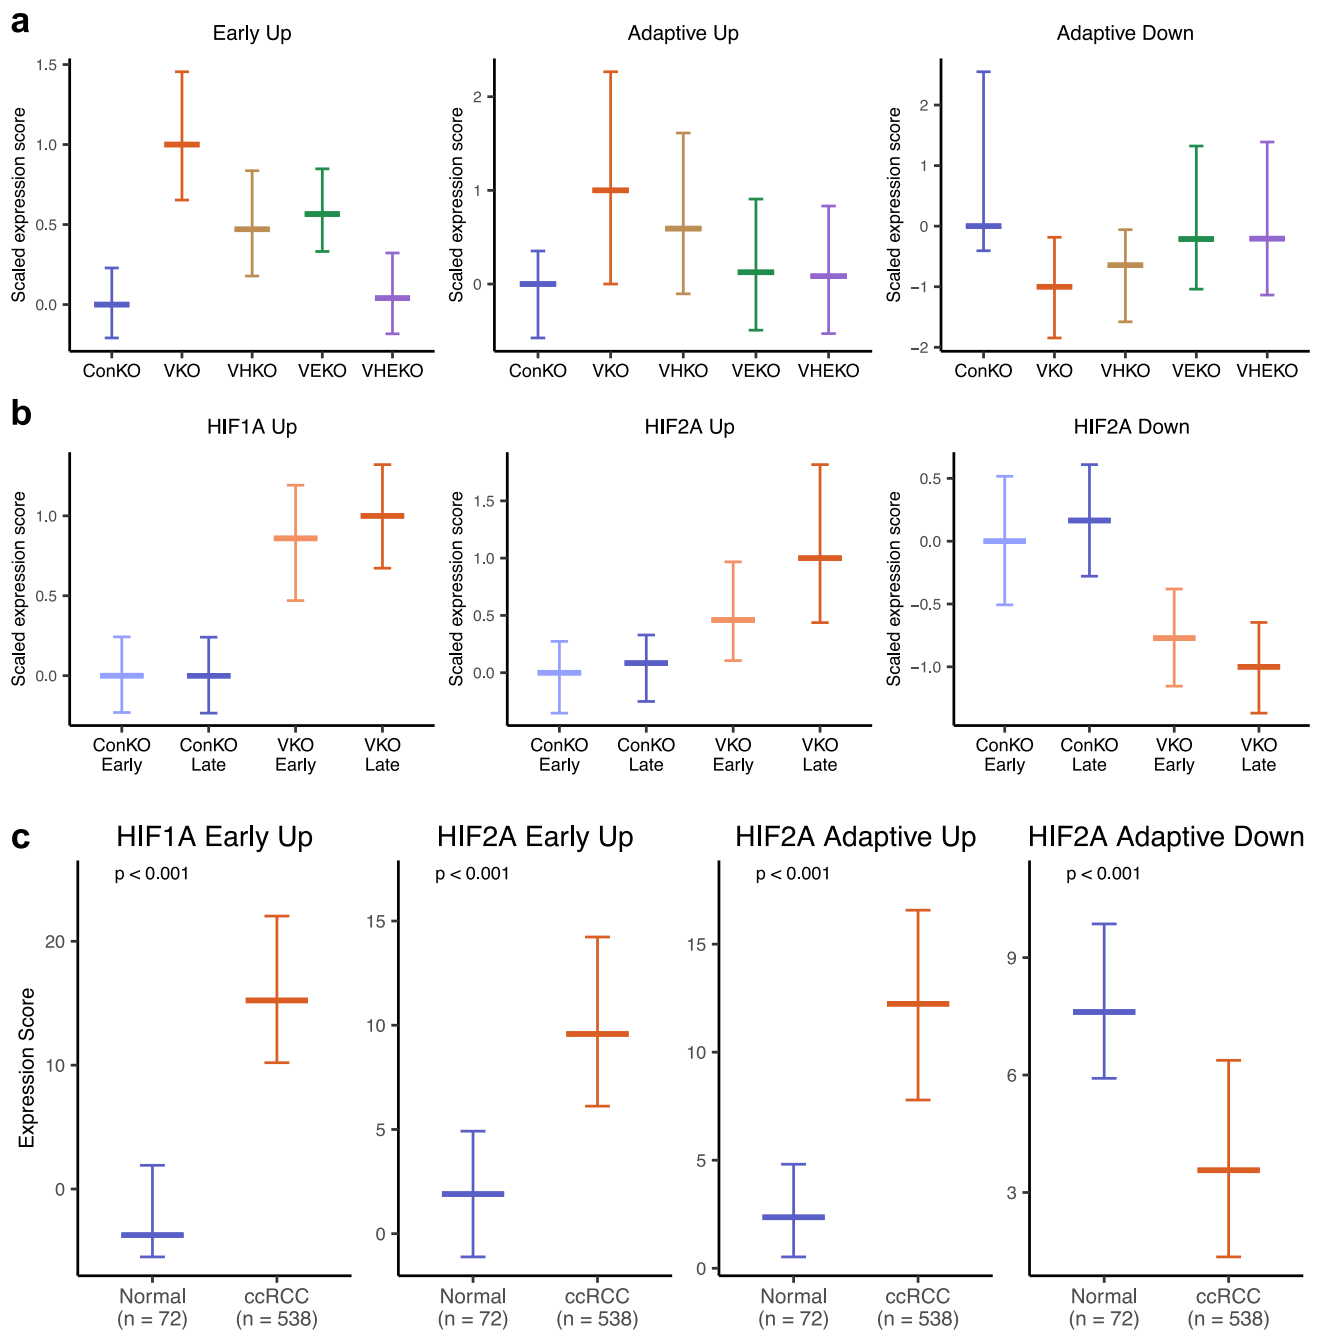 a
Early Up
Adaptive Up
Adaptive Down
Scaled expression score
1.5
1.0
0.5
0.0
ConKO VKO VHKO VEKO VHEKO
Scaled expression score
2
1
0
ConKO VKO VHKO VEKO VHEKO
Scaled expression score
2
1
0
−1
−2
ConKO VKO VHKO VEKO VHEKO
b
HIF1A Up
HIF2A Up
HIF2A Down
Scaled expression score
1.0
0.5
0.0
ConKO ConKO VKO VKO
Early Late Early Late
Scaled expression score
1.5
1.0
0.5
0.0
ConKO ConKO VKO VKO
Early Late Early Late
Scaled expression score
0.5
0.0
−0.5
−1.0
ConKO ConKO VKO VKO
Early Late Early Late
c
HIF1A Early Up
HIF2A Early Up
HIF2A Adaptive Up
HIF2A Adaptive Down
Expression Score
p < 0.001
20
10
0
Normal ccRCC
(n = 72) (n = 538)
p < 0.001
15
10
5
0
Normal ccRCC
(n = 72) (n = 538)
p < 0.001
15
10
5
0
Normal ccRCC
(n = 72) (n = 538)
p < 0.001
9
6
3
Normal ccRCC
(n = 72) (n = 538)